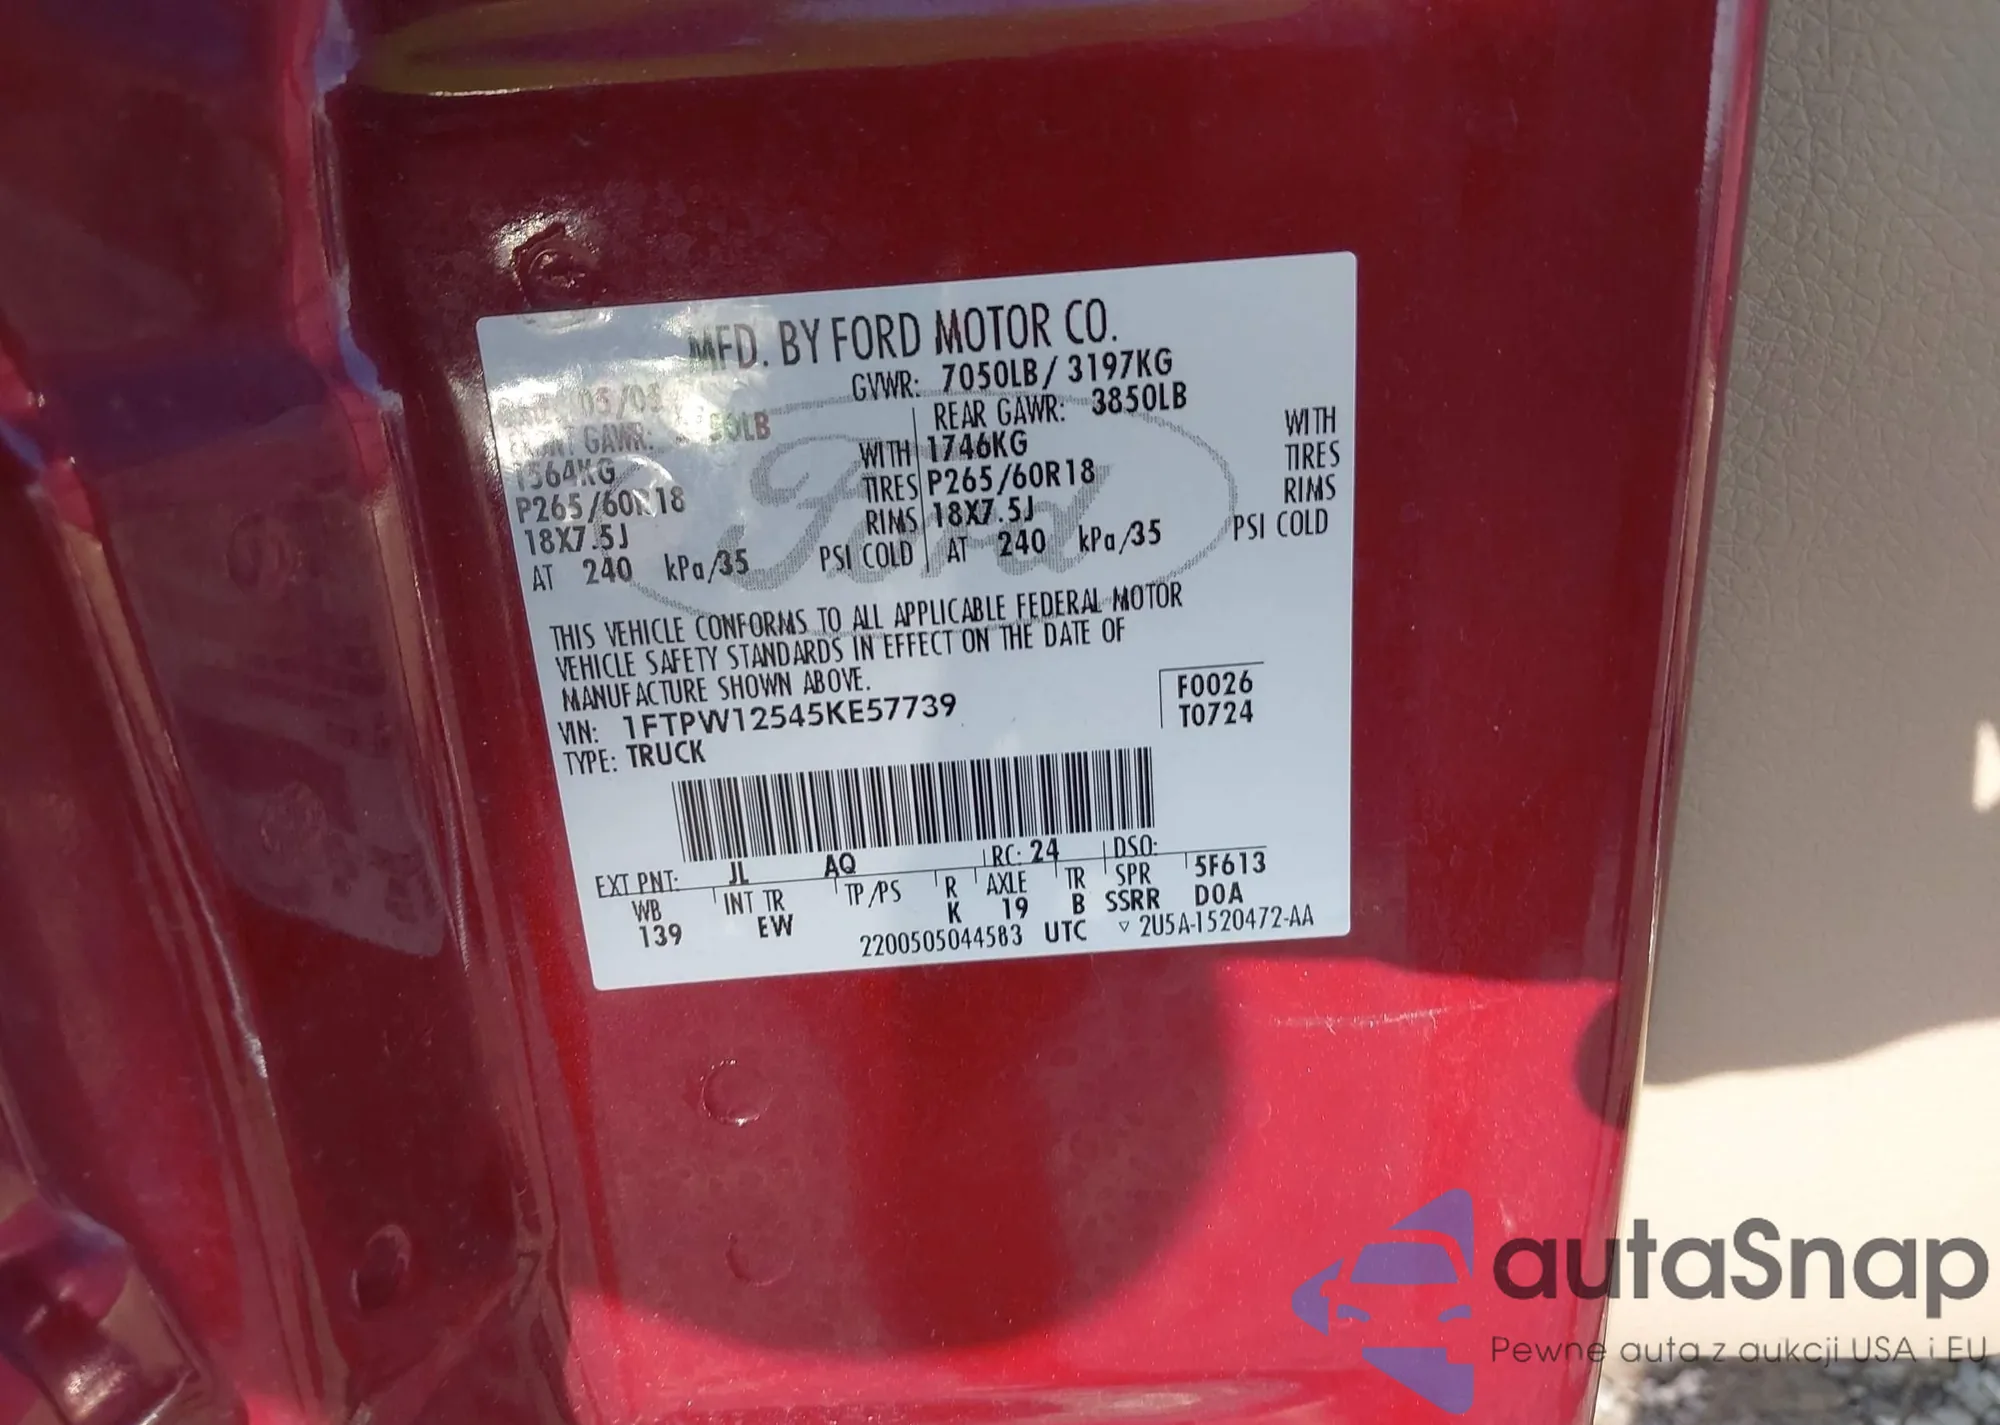 MFD. BY FORD MOTOR CO.
GVWR: 7050LB / 3197KG
GAWR:
1564KG WITH
P265/60R18 TIRES
18X7.5J RIMS
AT 240 kPa/35 PSI COLD
REAR GAWR: 3850LB
1746KG WITH
P265/60R18 TIRES
18X7.5J RIMS
AT 240 kPa/35 PSI COLD
Ford
THIS VEHICLE CONFORMS TO ALL APPLICABLE FEDERAL MOTOR
VEHICLE SAFETY STANDARDS IN EFFECT ON THE DATE OF
MANUFACTURE SHOWN ABOVE.
VIN: 1FTPW12545KE57739
TYPE: TRUCK
F0026
T0724
EXT PNT: JL AQ RC: 24 DSO:
WB INT TR TP/PS R AXLE TR SPR 5F613
139 EW K 19 B SSRR D0A
2200505044583 UTC ▽ 2U5A-1520472-AA
autaSnap
Pewne auta z aukcji USA i EU